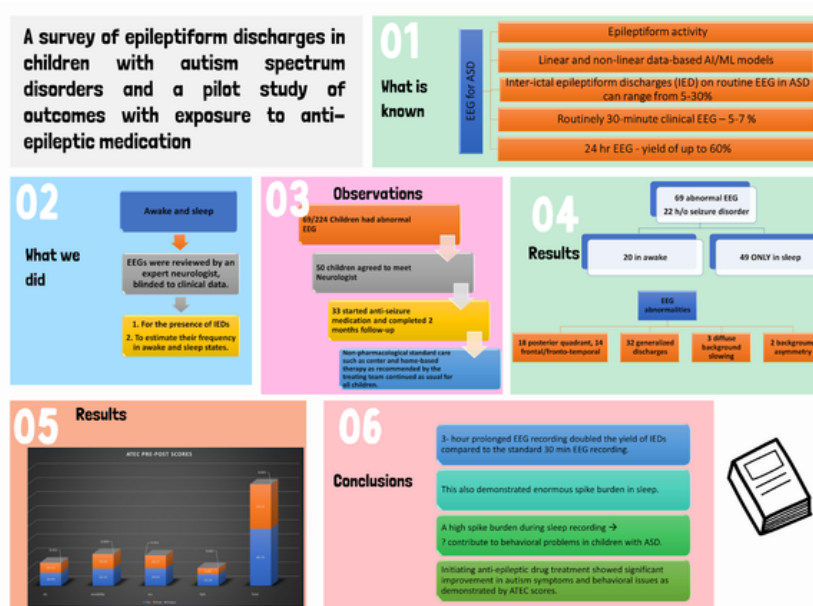 A survey of epileptiform discharges in
children with autism spectrum
disorders and a pilot study of
outcomes with exposure to anti-
epileptic medication
01
What is
known
EEG for ASD
Epileptiform activity
Linear and non-linear data-based AI/ML models
Inter-ictal epileptiform discharges (IED) on routine EEG in ASD
can range from 5-30%
Routinely 30-minute clinical EEG – 5-7 %
24 hr EEG - yield of up to 60%
02
What we
did
Awake and sleep
EEGs were reviewed by an
expert neurologist,
blinded to clinical data.
1. For the presence of IEDs
2. To estimate their frequency
in awake and sleep states.
03
Observations
69/224 Children had abnormal
EEG
50 children agreed to meet
Neurologist
33 started anti-seizure
medication and completed 2
months follow-up
Non-pharmacological standard care
such as center and home-based
therapy as recommended by the
treating team continued as usual for
all children.
04
Results
69 abnormal EEG
22 h/o seizure disorder
20 in awake
49 ONLY in sleep
EEG
abnormalities
18 posterior quadrant, 14
frontal/fronto-temporal
32 generalized
discharges
3 diffuse
background
slowing
2 background
asymmetry
05
Results
ATEC PRE-POST SCORES
06
Conclusions
3- hour prolonged EEG recording doubled the yield of IEDs
compared to the standard 30 min EEG recording.
This also demonstrated enormous spike burden in sleep.
A high spike burden during sleep recording →
? contribute to behavioral problems in children with ASD.
Initiating anti-epileptic drug treatment showed significant
improvement in autism symptoms and behavioral issues as
demonstrated by ATEC scores.